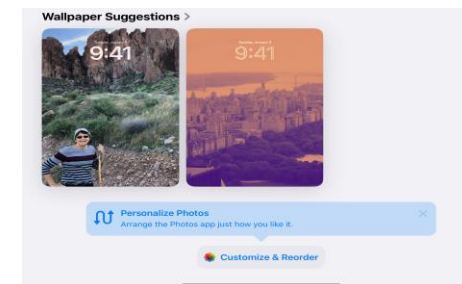 Wallpaper Suggestions >
9:41
9:41
Personalize Photos
Arrange the Photos app just how you like it.
Customize & Reorder